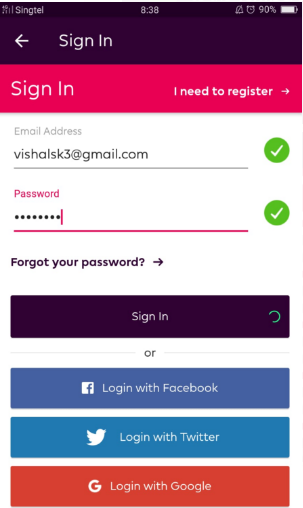 Singtel 8:38 90%
Sign In
Sign In I need to register →
Email Address
vishalsk3@gmail.com
Password
••••••••
Forgot your password? →
Sign In
or
Login with Facebook
Login with Twitter
G Login with Google